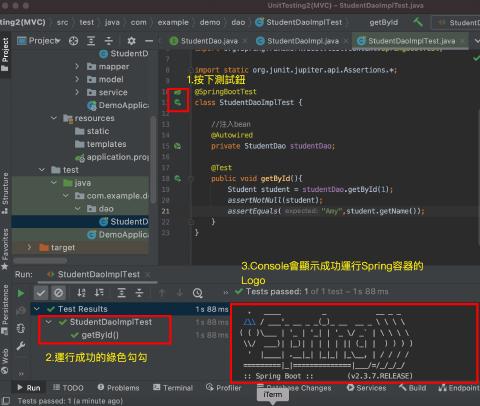 UnitTesting2(MVC) – StudentDaoImplTest.java
ting2(MVC) › src › test › java › com › example › demo › dao › StudentDaoImplTest › getById
Project
StudentDao.java
StudentDaoImpl.java
StudentDaoImplTest.java
StudentD
mapper
model
service
DemoApplic
resources
static
templates
application.prop
test
java
com.example.de
dao
StudentD
DemoApplic
target
import static org.junit.jupiter.api.Assertions.*;
1.按下測試鈕
@SpringBootTest
class StudentDaoImplTest {
//注入bean
@Autowired
private StudentDao studentDao;
@Test
public void getById(){
Student student = studentDao.getById(1);
assertNotNull(student);
assertEquals( expected: "Amy",student.getName());
}
}
Structure
Favorites
Persistence
Web
Run:
StudentDaoImplTest
3.Console會顯示成功運行Spring容器的
Logo
Tests passed: 1 of 1 test – 1 s 88 ms
Test Results
1 s 88 ms
StudentDaoImplTest
1 s 88 ms
getById()
1 s 88 ms
2.運行成功的綠色勾勾
:: Spring Boot :: (v2.3.7.RELEASE)
Run
TODO
Problems
Terminal
Profiler
Database Changes
Services
Build
Endpoint
Tests passed: 1 (a minute ago)
iTerm